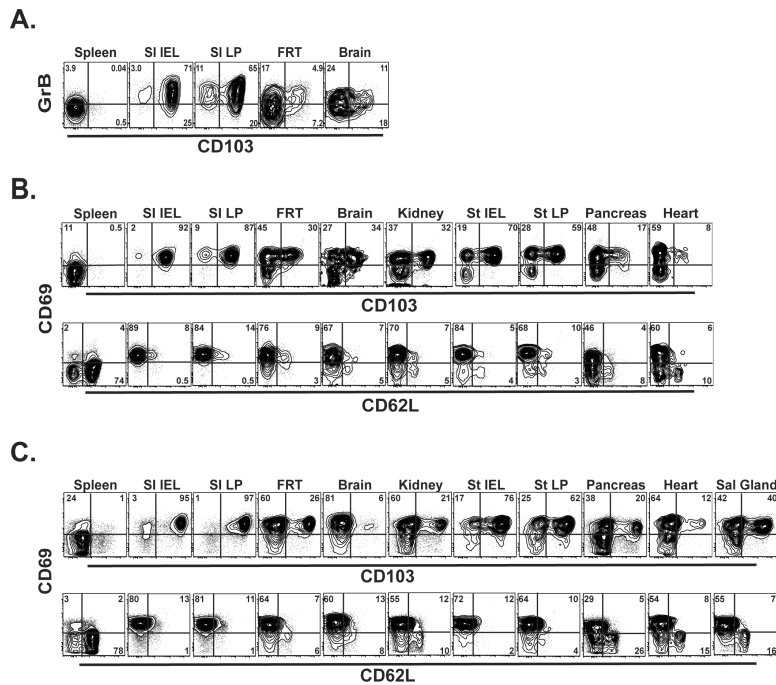 A.
Spleen SI IEL SI LP FRT Brain
3.9 0.04 3.0 71 11 65 17 4.9 24 11
GrB
0.5 25 20 7.2 18
CD103
B.
Spleen SI IEL SI LP FRT Brain Kidney St IEL St LP Pancreas Heart
11 0.5 2 92 9 87 45 30 27 34 37 32 19 70 28 59 48 17 59 8
CD103
CD69
2 4 89 8 84 14 76 9 67 7 70 7 84 5 68 10 46 4 60 6
74 0.5 0.5 3 5 5 4 3 8 10
CD62L
C.
Spleen SI IEL SI LP FRT Brain Kidney St IEL St LP Pancreas Heart Sal Gland
24 1 3 95 1 97 60 26 81 6 60 21 17 76 25 62 38 20 64 12 42 40
CD103
CD69
3 2 80 13 81 11 64 7 60 13 55 12 72 12 64 10 29 5 54 8 55 7
78 1 1 6 8 10 2 4 26 15 16
CD62L